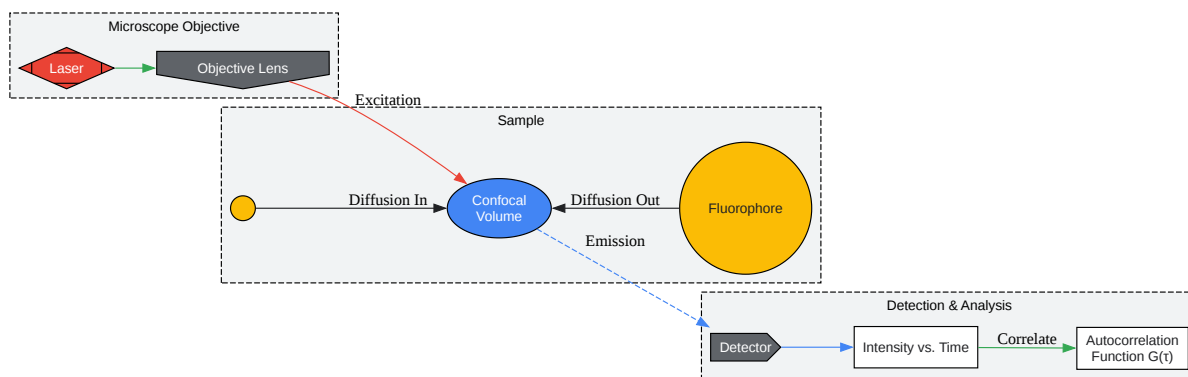 Microscope Objective
Laser
Objective Lens
Excitation
Sample
Diffusion In
Confocal
Volume
Diffusion Out
Fluorophore
Emission
Detection & Analysis
Detector
Intensity vs. Time
Correlate
Autocorrelation
Function G(τ)